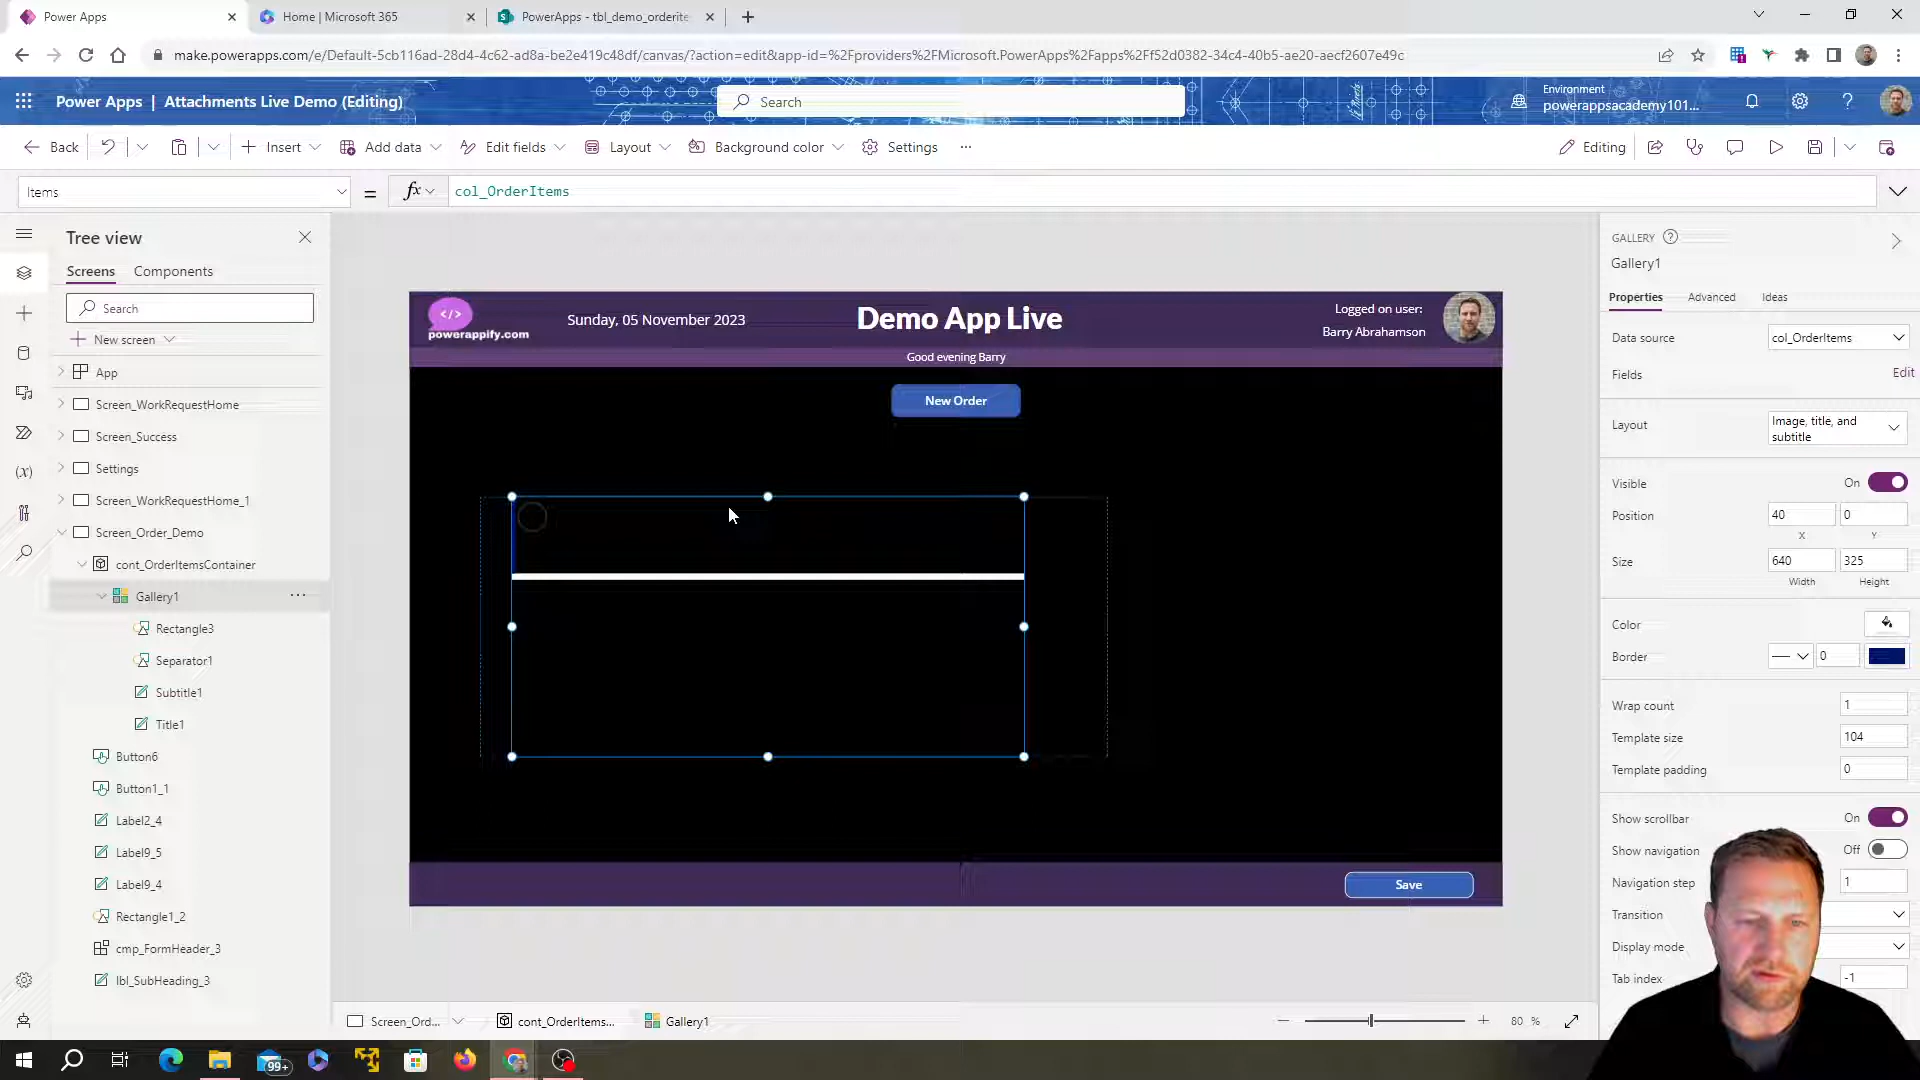 Power Apps
Home | Microsoft 365
PowerApps - tbl_demo_orderite
make.powerapps.com/e/Default-5cb116ad-28d4-4c62-ad8a-be2e419c48df/canvas/?action=edit&app-id=%2Fproviders%2FMicrosoft.PowerApps%2Fapps%2Ff52d0382-34c4-40b5-ae20-aecf2607e49c
Power Apps | Attachments Live Demo (Editing)
Search
Environment
powerappsacademy101...
Back
Insert
Add data
Edit fields
Layout
Background color
Settings
Editing
Items
=
fx
col_OrderItems
Tree view
Screens
Components
Search
New screen
App
Screen_WorkRequestHome
Screen_Success
Settings
Screen_WorkRequestHome_1
Screen_Order_Demo
cont_OrderItemsContainer
Gallery1
Rectangle3
Separator1
Subtitle1
Title1
Button6
Button1_1
Label2_4
Label9_5
Label9_4
Rectangle1_2
cmp_FormHeader_3
lbl_SubHeading_3
</>
powerappify.com
Sunday, 05 November 2023
Demo App Live
Logged on user:
Barry Abrahamson
Good evening Barry
New Order
Save
Screen_Ord...
cont_OrderItems...
Gallery1
80 %
GALLERY
Gallery1
Properties
Advanced
Ideas
Data source
col_OrderItems
Fields
Edit
Layout
Image, title, and
subtitle
Visible
On
Position
40
0
X
Y
Size
640
325
Width
Height
Color
Border
0
Wrap count
1
Template size
104
Template padding
0
Show scrollbar
On
Show navigation
Off
Navigation step
1
Transition
Display mode
Tab index
-1
99+